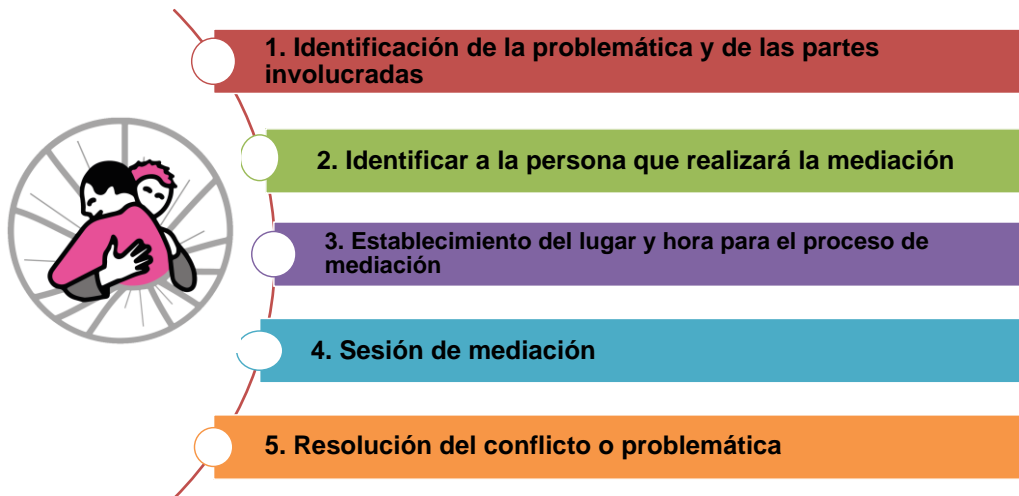 1. Identificación de la problemática y de las partes
involucradas
2. Identificar a la persona que realizará la mediación
3. Establecimiento del lugar y hora para el proceso de
mediación
4. Sesión de mediación
5. Resolución del conflicto o problemática